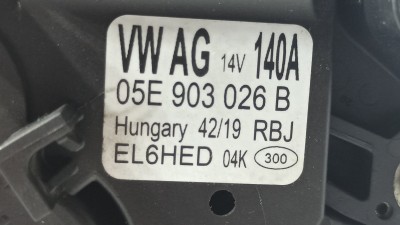 VW AG 14V 140A
05E 903 026 B
Hungary 42/19 RBJ
EL6HED 04K 300